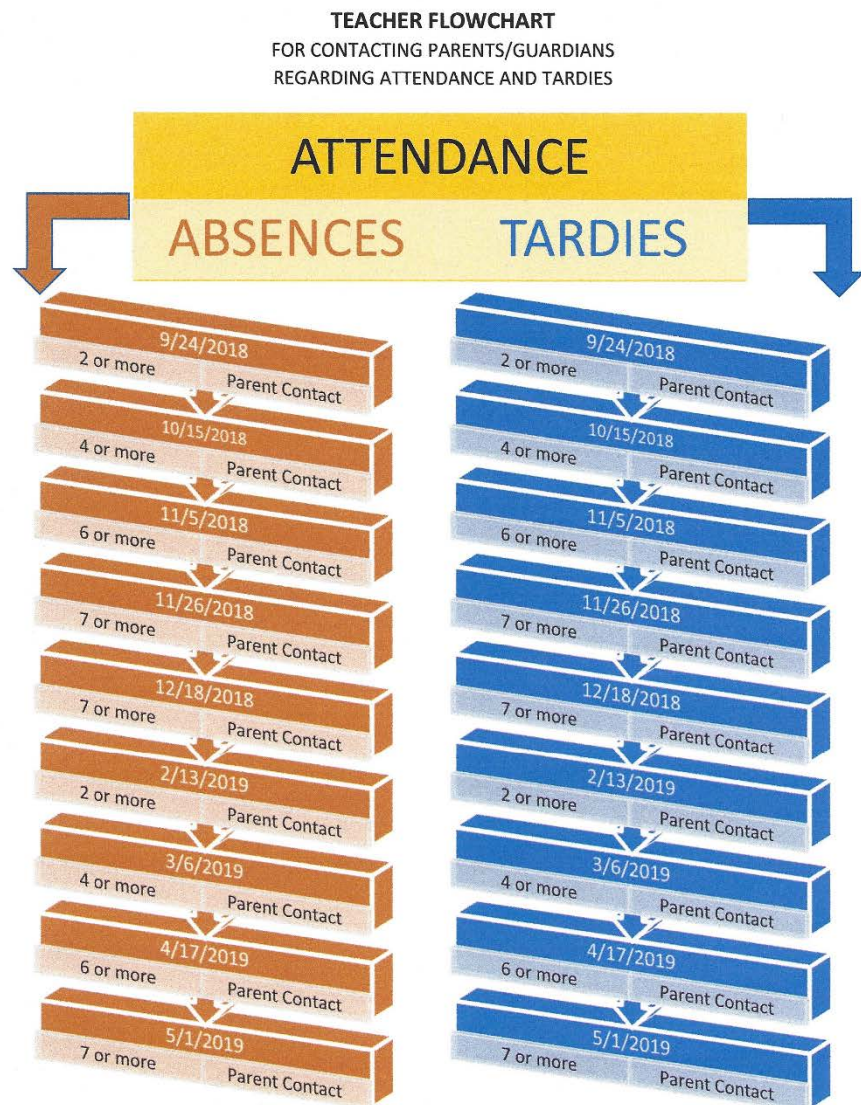 TEACHER FLOWCHART
FOR CONTACTING PARENTS/GUARDIANS
REGARDING ATTENDANCE AND TARDIES
ATTENDANCE
ABSENCES TARDIES
9/24/2018
2 or more Parent Contact
10/15/2018
4 or more Parent Contact
11/5/2018
6 or more Parent Contact
11/26/2018
7 or more Parent Contact
12/18/2018
7 or more Parent Contact
2/13/2019
2 or more Parent Contact
3/6/2019
4 or more Parent Contact
4/17/2019
6 or more Parent Contact
5/1/2019
7 or more Parent Contact
9/24/2018
2 or more Parent Contact
10/15/2018
4 or more Parent Contact
11/5/2018
6 or more Parent Contact
11/26/2018
7 or more Parent Contact
12/18/2018
7 or more Parent Contact
2/13/2019
2 or more Parent Contact
3/6/2019
4 or more Parent Contact
4/17/2019
6 or more Parent Contact
5/1/2019
7 or more Parent Contact